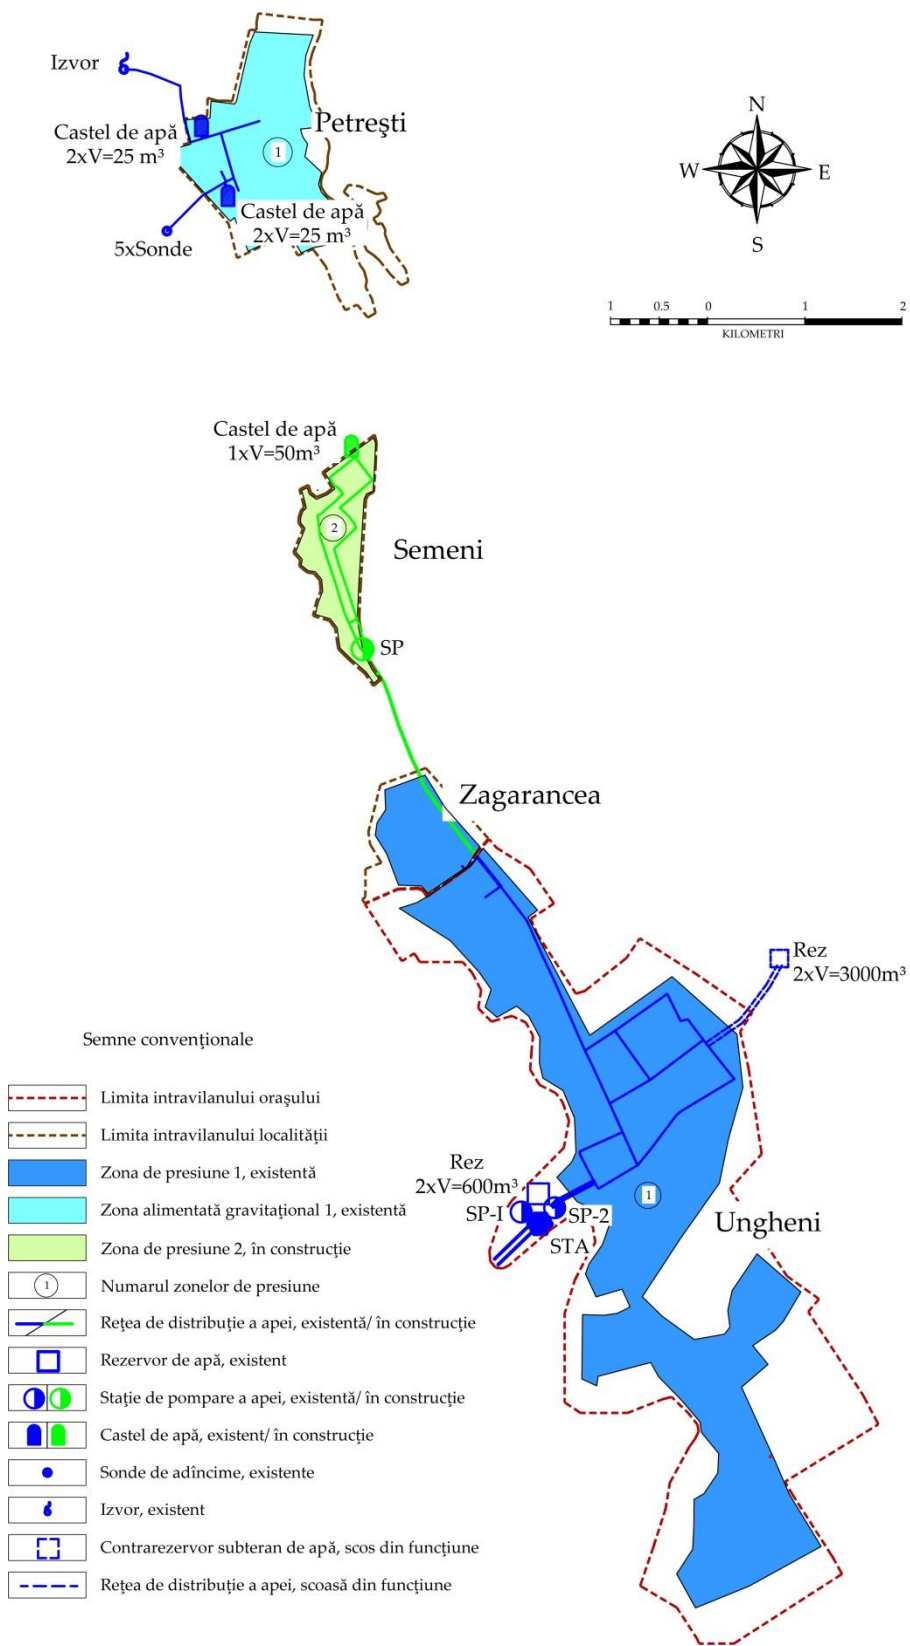 Izvor
Petreşti
Castel de apă
2xV=25 m³
1
Castel de apă
2xV=25 m³
5xSonde
N
W
E
S
1 0.5 0 1 2
KILOMETRI
Castel de apă
1xV=50m³
2
Semeni
SP
Zagarancea
Rez
2xV=3000m³
Rez
2xV=600m³
SP-I
SP-2
STA
1
Ungheni
Semne convenţionale
Limita intravilanului oraşului
Limita intravilanului localităţii
Zona de presiune 1, existentă
Zona alimentată gravitaţional 1, existentă
Zona de presiune 2, în construcţie
1 Numarul zonelor de presiune
Reţea de distribuţie a apei, existentă/ în construcţie
Rezervor de apă, existent
Staţie de pompare a apei, existentă/ în construcţie
Castel de apă, existent/ în construcţie
Sonde de adîncime, existente
Izvor, existent
Contrarezervor subteran de apă, scos din funcţiune
Reţea de distribuţie a apei, scoasă din funcţiune